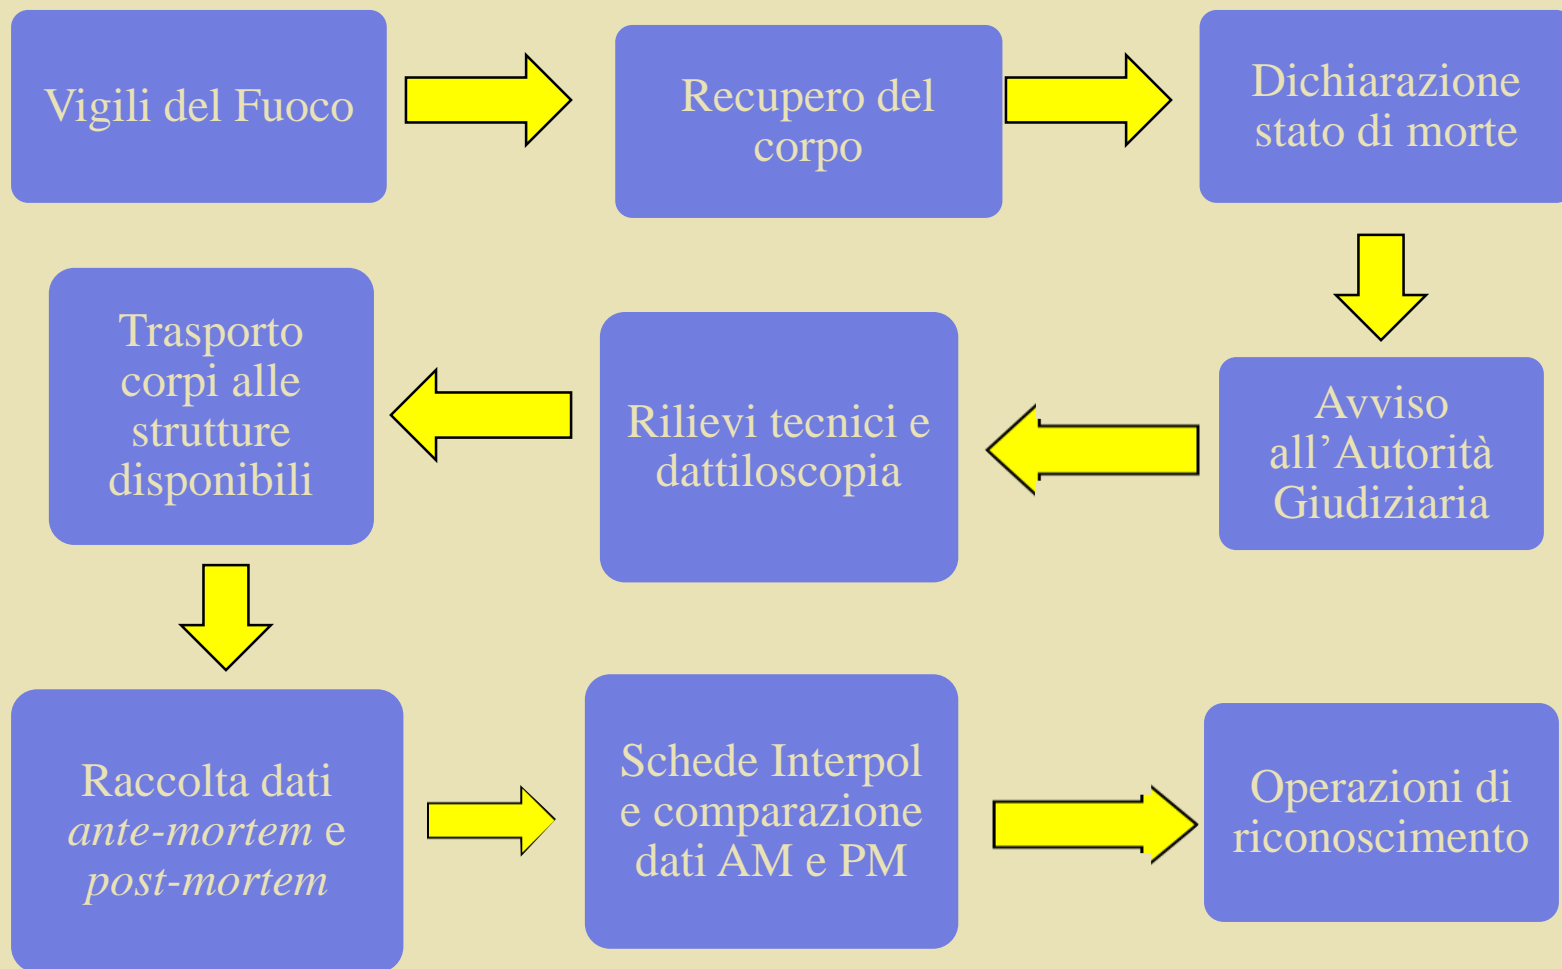 Vigili del Fuoco
Recupero del
corpo
Dichiarazione
stato di morte
Avviso
all’Autorità
Giudiziaria
Rilievi tecnici e
dattiloscopia
Trasporto
corpi alle
strutture
disponibili
Raccolta dati
ante-mortem e
post-mortem
Schede Interpol
e comparazione
dati AM e PM
Operazioni di
riconoscimento